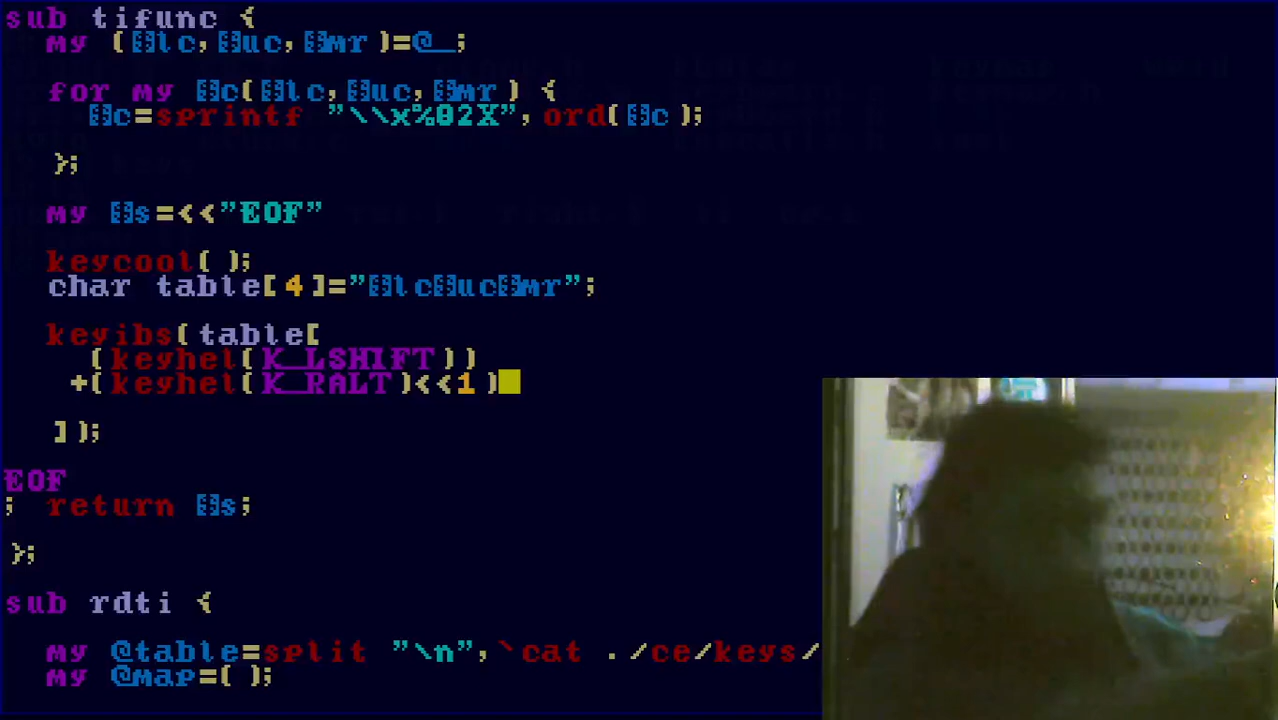 sub tifunc {
my ($lc,$uc,$mr)=@_;
for my $c($lc,$uc,$mr) {
$c=sprintf "\\x%02X",ord($c);
};
my $s=<<"EOF"
keycool();
char table[4]="$lc$uc$mr";
keyibs(table[
(keyhel(K_LSHIFT))
+(keyhel(K_RALT)<<1)
]);
EOF
; return $s;
};
sub rdti {
my @table=split "\n",`cat ./ce/keys/
my @map=();